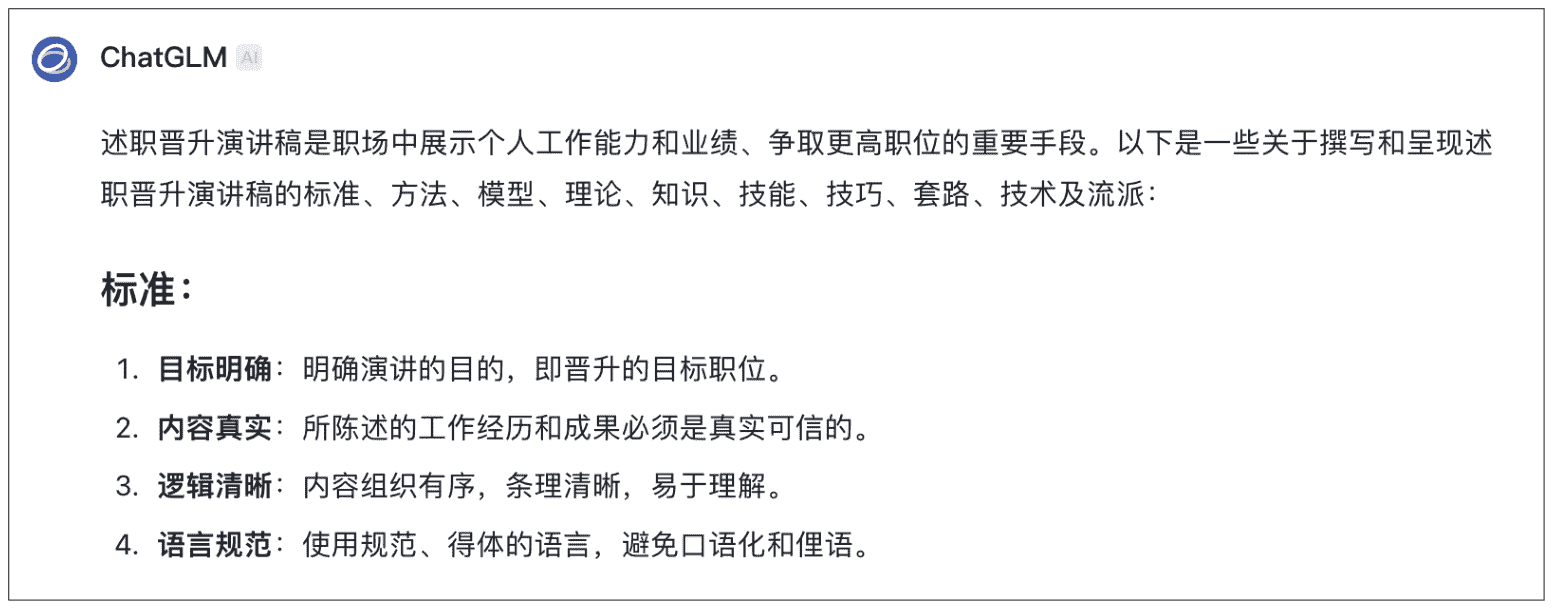 ChatGLM AI
述职晋升演讲稿是职场中展示个人工作能力和业绩、争取更高职位的重要手段。以下是一些关于撰写和呈现述
职晋升演讲稿的标准、方法、模型、理论、知识、技能、技巧、套路、技术及流派：
标准：
1. 目标明确：明确演讲的目的，即晋升的目标职位。
2. 内容真实：所陈述的工作经历和成果必须是真实可信的。
3. 逻辑清晰：内容组织有序，条理清晰，易于理解。
4. 语言规范：使用规范、得体的语言，避免口语化和俚语。